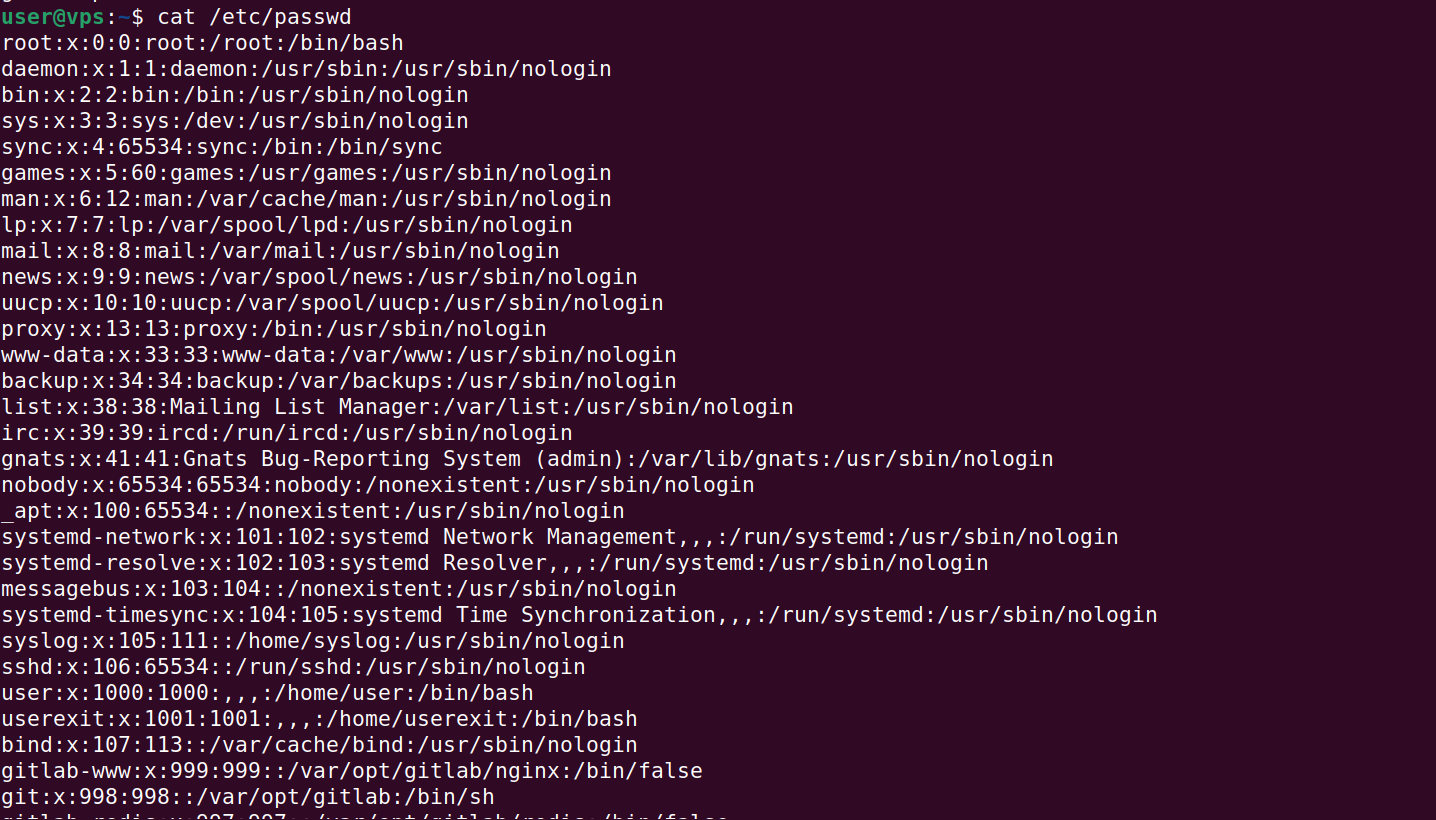 user@vps:~$ cat /etc/passwd
root:x:0:0:root:/root:/bin/bash
daemon:x:1:1:daemon:/usr/sbin:/usr/sbin/nologin
bin:x:2:2:bin:/bin:/usr/sbin/nologin
sys:x:3:3:sys:/dev:/usr/sbin/nologin
sync:x:4:65534:sync:/bin:/bin/sync
games:x:5:60:games:/usr/games:/usr/sbin/nologin
man:x:6:12:man:/var/cache/man:/usr/sbin/nologin
lp:x:7:7:lp:/var/spool/lpd:/usr/sbin/nologin
mail:x:8:8:mail:/var/mail:/usr/sbin/nologin
news:x:9:9:news:/var/spool/news:/usr/sbin/nologin
uucp:x:10:10:uucp:/var/spool/uucp:/usr/sbin/nologin
proxy:x:13:13:proxy:/bin:/usr/sbin/nologin
www-data:x:33:33:www-data:/var/www:/usr/sbin/nologin
backup:x:34:34:backup:/var/backups:/usr/sbin/nologin
list:x:38:38:Mailing List Manager:/var/list:/usr/sbin/nologin
irc:x:39:39:ircd:/run/ircd:/usr/sbin/nologin
gnats:x:41:41:Gnats Bug-Reporting System (admin):/var/lib/gnats:/usr/sbin/nologin
nobody:x:65534:65534:nobody:/nonexistent:/usr/sbin/nologin
_apt:x:100:65534::/nonexistent:/usr/sbin/nologin
systemd-network:x:101:102:systemd Network Management,,,:/run/systemd:/usr/sbin/nologin
systemd-resolve:x:102:103:systemd Resolver,,,:/run/systemd:/usr/sbin/nologin
messagebus:x:103:104::/nonexistent:/usr/sbin/nologin
systemd-timesync:x:104:105:systemd Time Synchronization,,,:/run/systemd:/usr/sbin/nologin
syslog:x:105:111::/home/syslog:/usr/sbin/nologin
sshd:x:106:65534::/run/sshd:/usr/sbin/nologin
user:x:1000:1000:,,,:/home/user:/bin/bash
userexit:x:1001:1001:,,,:/home/userexit:/bin/bash
bind:x:107:113::/var/cache/bind:/usr/sbin/nologin
gitlab-www:x:999:999::/var/opt/gitlab/nginx:/bin/false
git:x:998:998::/var/opt/gitlab:/bin/sh